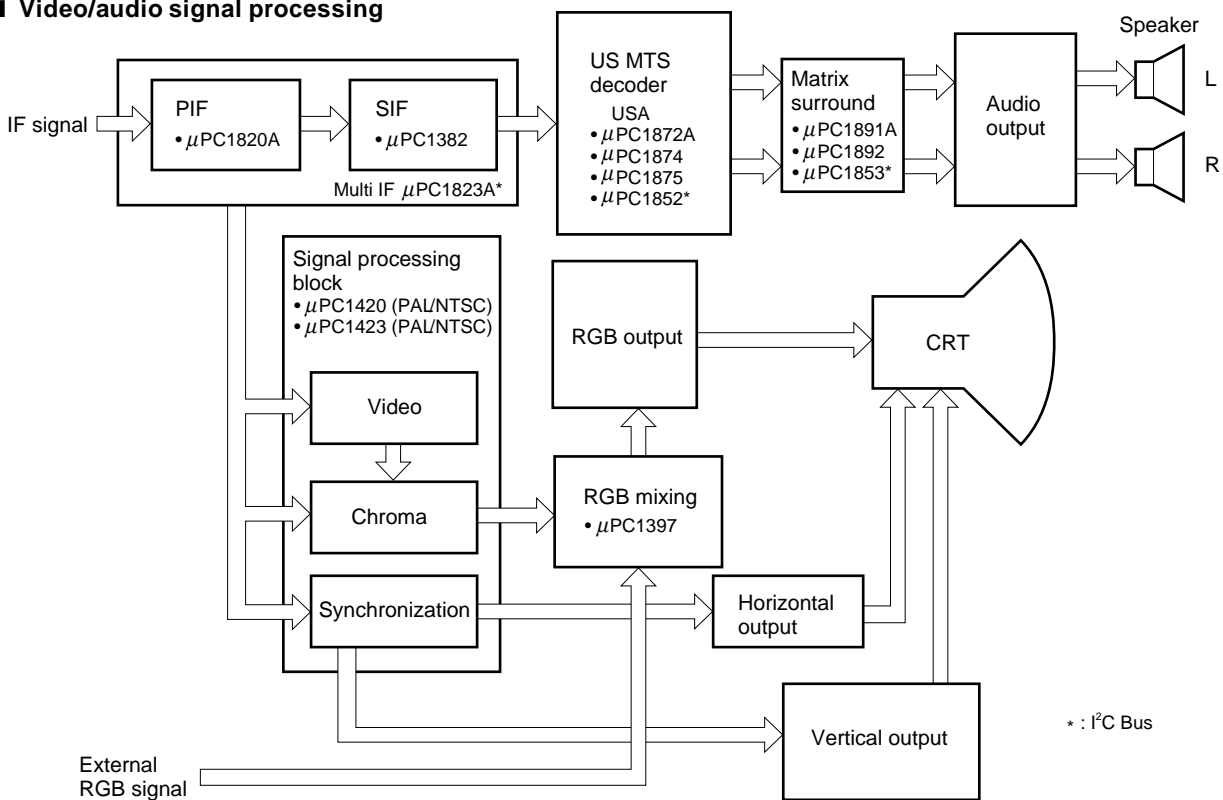 Video/audio signal processing
Speaker
IF signal
PIF
• μPC1820A
SIF
• μPC1382
Multi IF μPC1823A*
US MTS
decoder
USA
• μPC1872A
• μPC1874
• μPC1875
• μPC1852*
Matrix
surround
• μPC1891A
• μPC1892
• μPC1853*
Audio
output
L
R
Signal processing
block
• μPC1420 (PAL/NTSC)
• μPC1423 (PAL/NTSC)
Video
Chroma
Synchronization
RGB output
RGB mixing
• μPC1397
CRT
Horizontal
output
Vertical output
* : I²C Bus
External
RGB signal